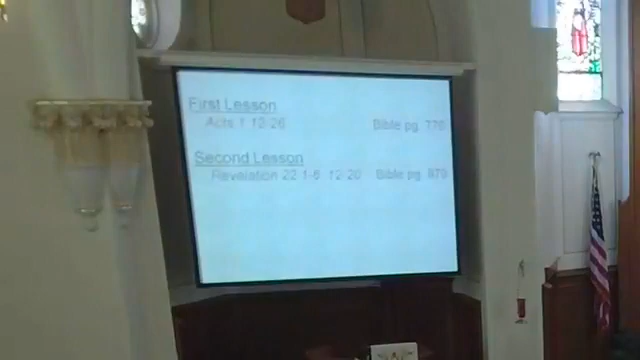 First Lesson
Acts 1 12-26 Bible pg. 770
Second Lesson
Revelation 22 1-6 12-20 Bible pg. 879